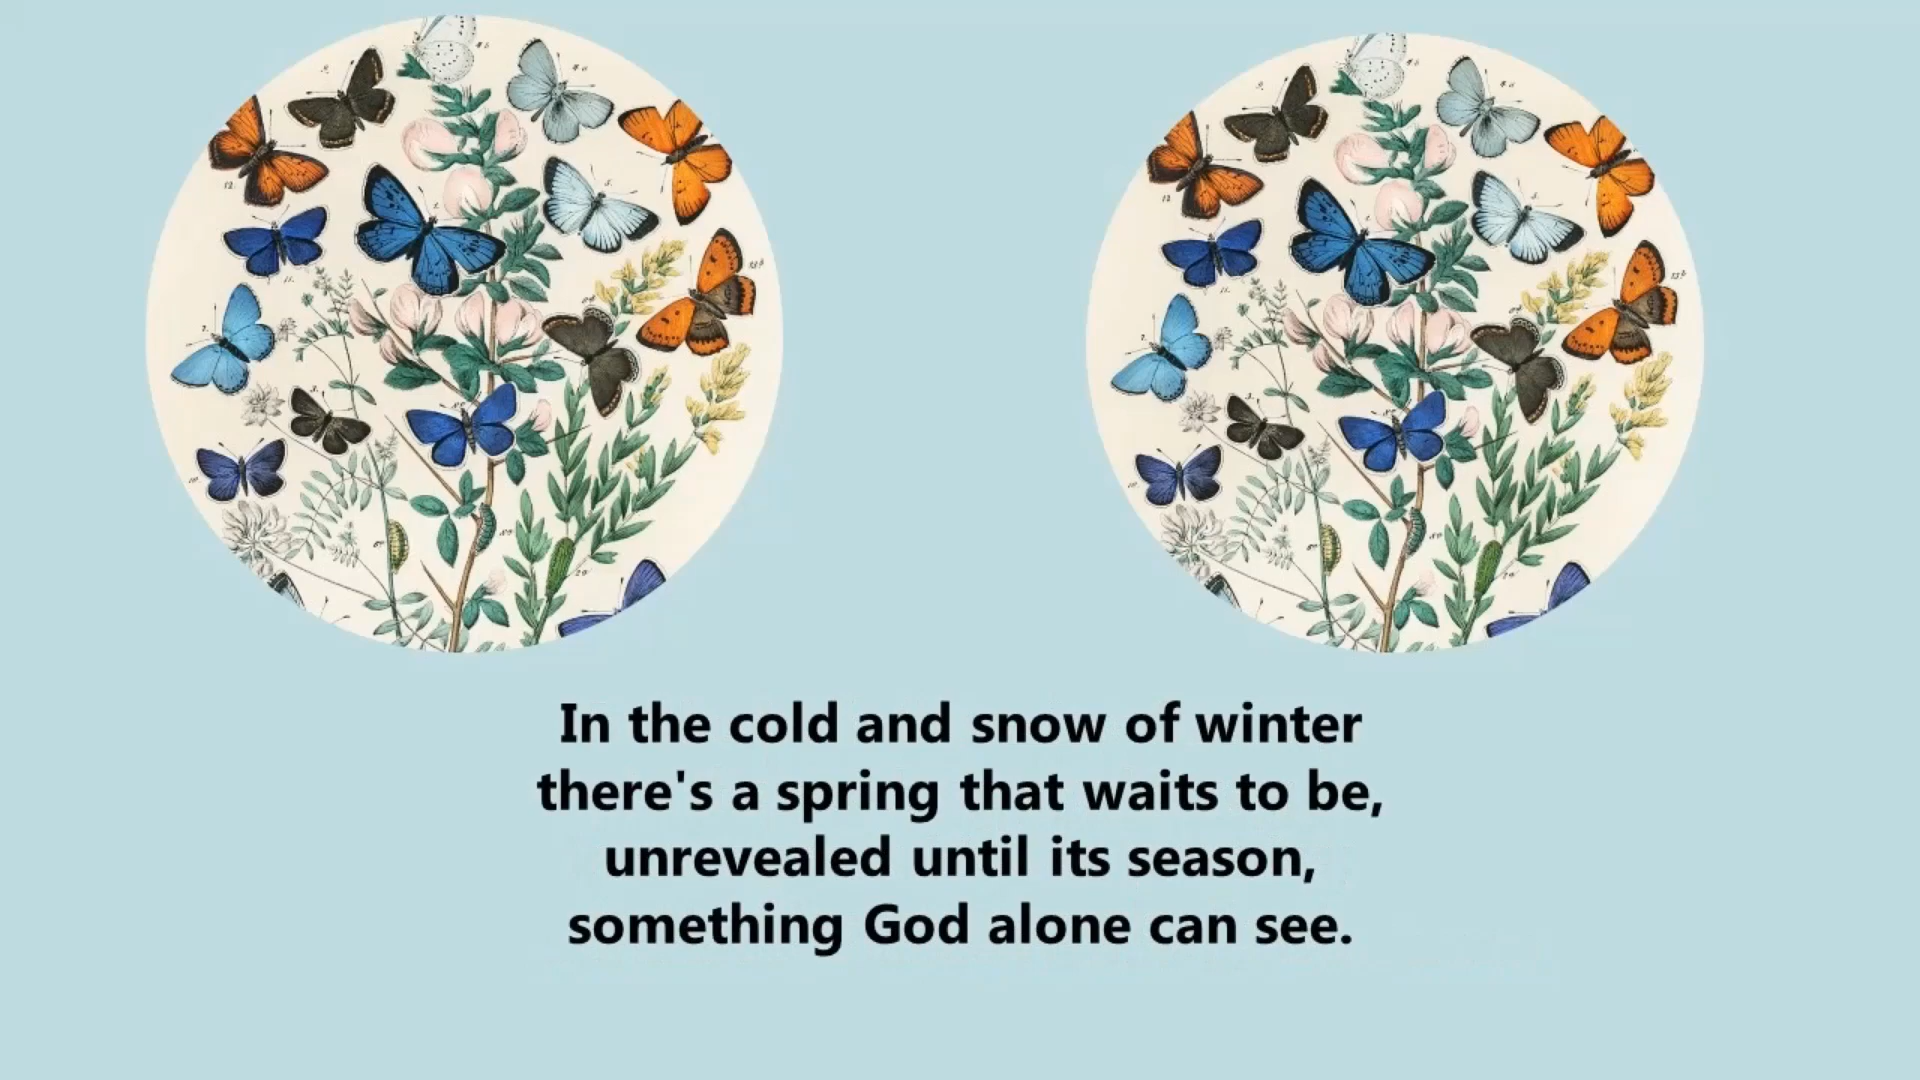 In the cold and snow of winter
there's a spring that waits to be,
unrevealed until its season,
something God alone can see.